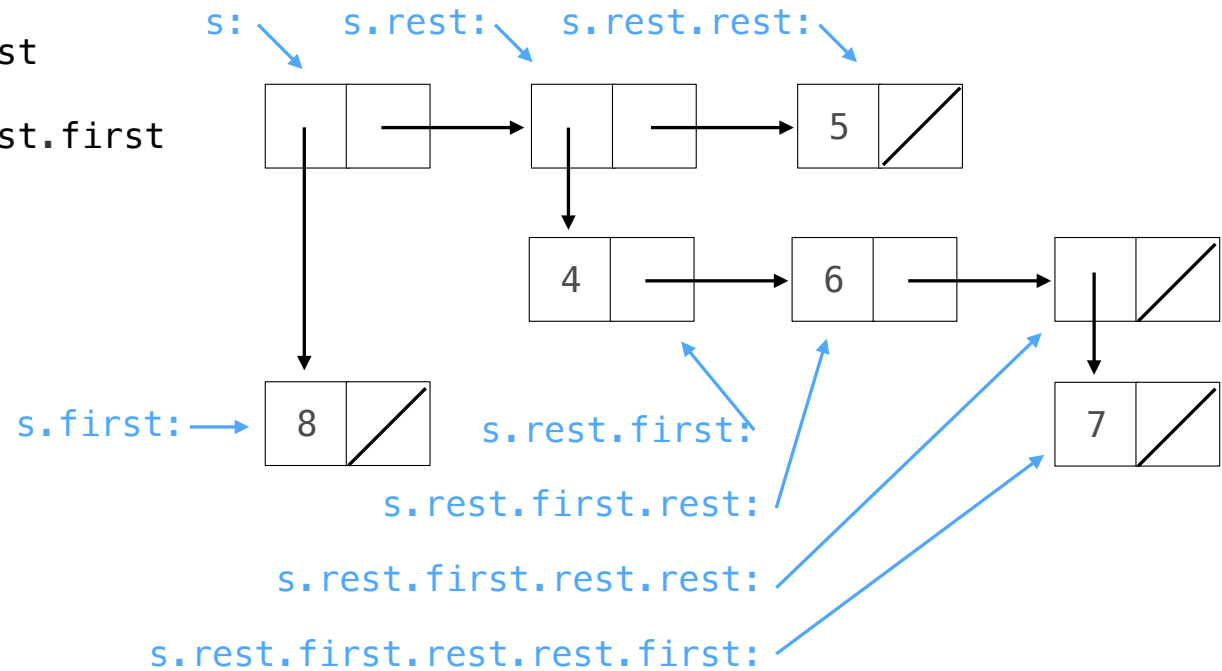 s: s.rest: s.rest.rest:
st
st.first
5
4 6
s.first: 8 s.rest.first: 7
s.rest.first.rest:
s.rest.first.rest.rest:
s.rest.first.rest.rest.first: